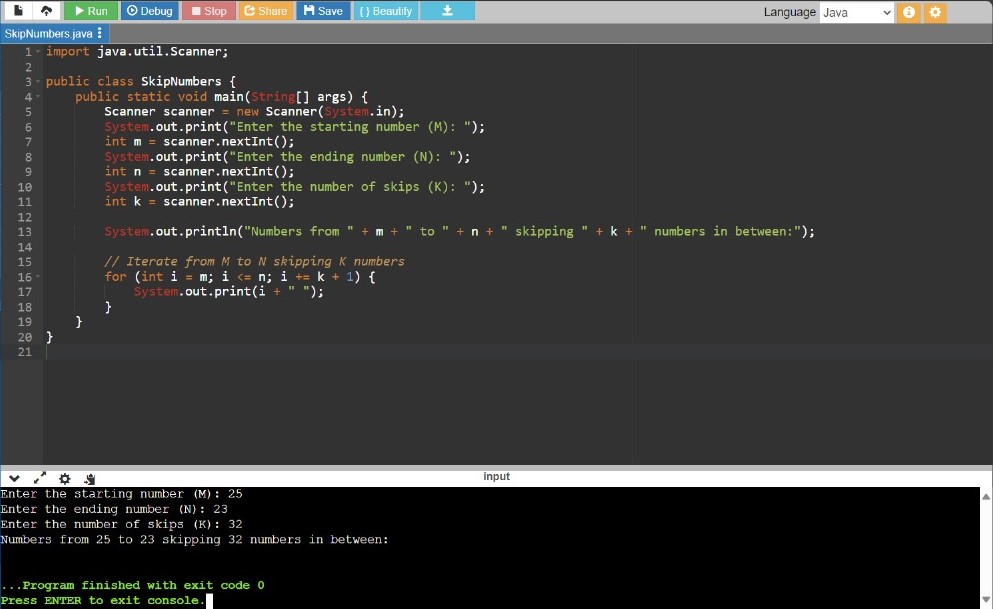 Run Debug Stop Share Save { } Beautify Language Java
SkipNumbers.java
1 import java.util.Scanner;
2
3 public class SkipNumbers {
4     public static void main(String[] args) {
5         Scanner scanner = new Scanner(System.in);
6         System.out.print("Enter the starting number (M): ");
7         int m = scanner.nextInt();
8         System.out.print("Enter the ending number (N): ");
9         int n = scanner.nextInt();
10         System.out.print("Enter the number of skips (K): ");
11         int k = scanner.nextInt();
12
13         System.out.println("Numbers from " + m + " to " + n + " skipping " + k + " numbers in between:");
14
15         // Iterate from M to N skipping K numbers
16         for (int i = m; i <= n; i += k + 1) {
17             System.out.print(i + " ");
18         }
19     }
20 }
21
input
Enter the starting number (M): 25
Enter the ending number (N): 23
Enter the number of skips (K): 32
Numbers from 25 to 23 skipping 32 numbers in between:
...Program finished with exit code 0
Press ENTER to exit console.